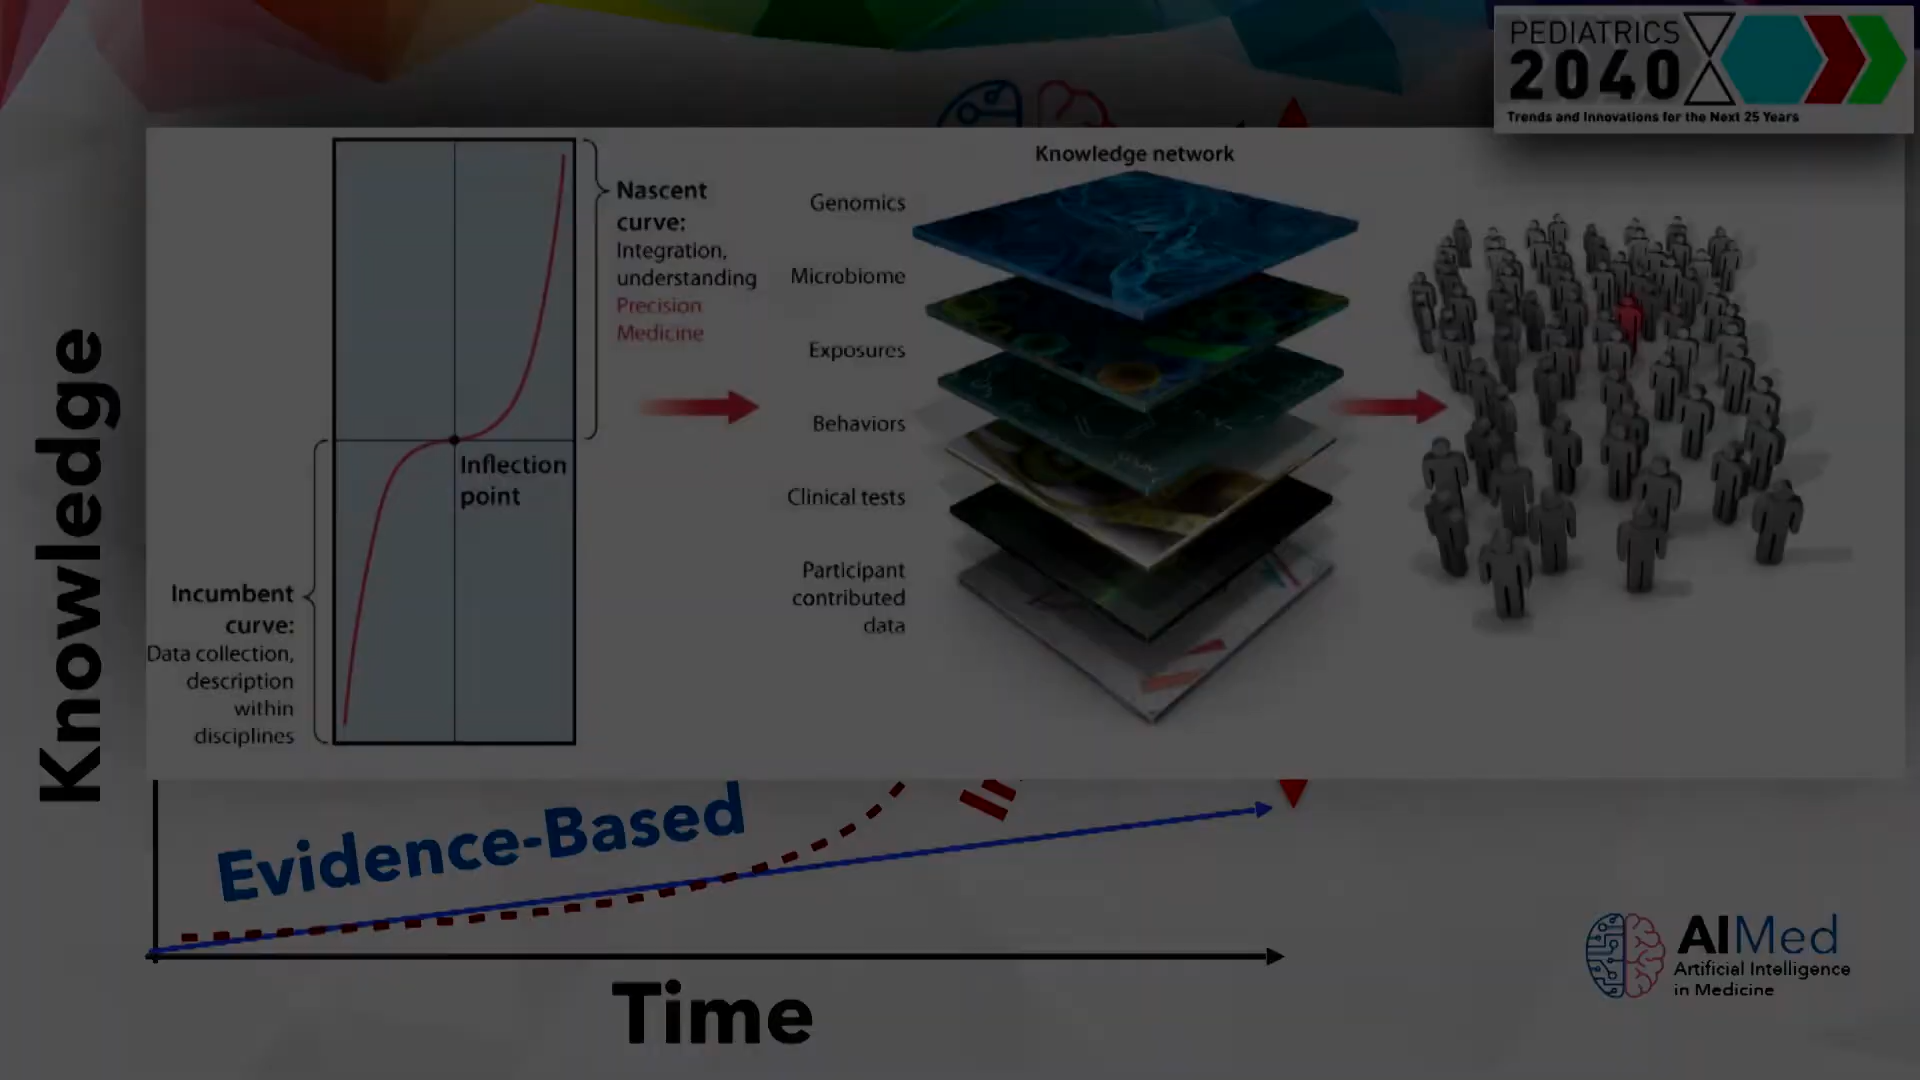 PEDIATRICS
2040
Trends and Innovations for the Next 25 Years
Knowledge
Nascent
curve:
Integration,
understanding
Precision
Medicine
Inflection
point
Incumbent
curve:
Data collection,
description
within
disciplines
Knowledge network
Genomics
Microbiome
Exposures
Behaviors
Clinical tests
Participant
contributed
data
Evidence-Based
Time
AIMed
Artificial Intelligence
in Medicine